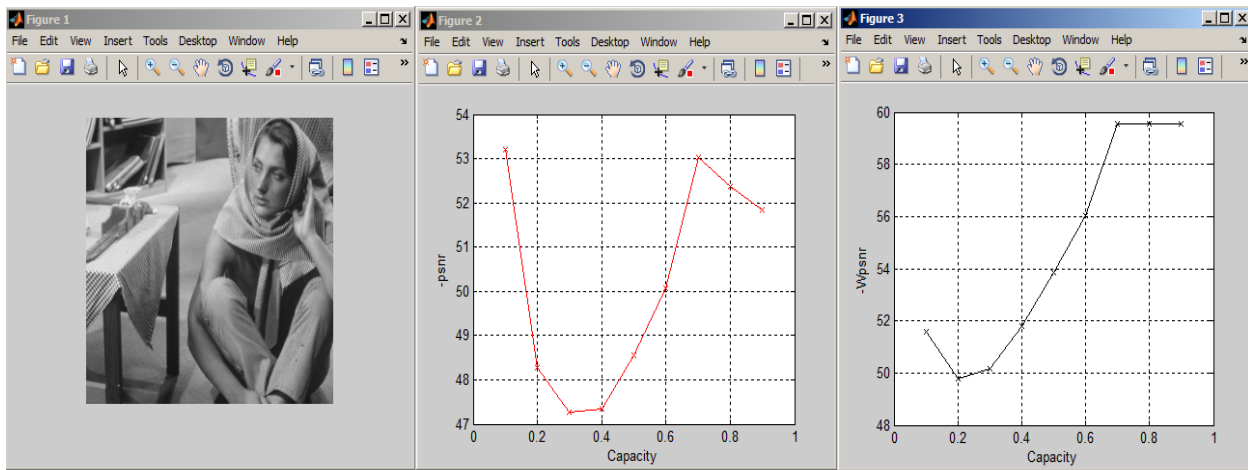 Figure 1
File Edit View Insert Tools Desktop Window Help
Figure 2
File Edit View Insert Tools Desktop Window Help
54
53
52
51
50
49
48
47
0 0.2 0.4 0.6 0.8 1
-psnr
Capacity
Figure 3
File Edit View Insert Tools Desktop Window Help
60
58
56
54
52
50
48
0 0.2 0.4 0.6 0.8 1
-Wpsnr
Capacity